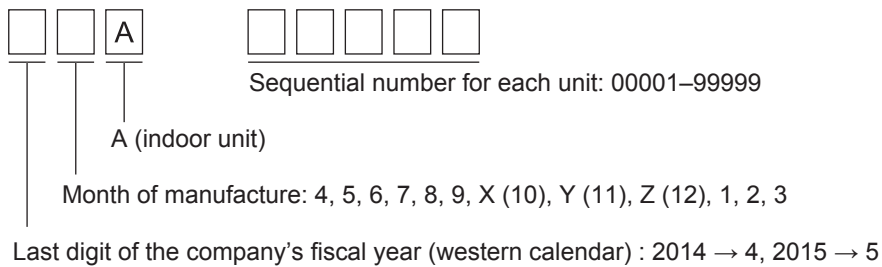 A
Sequential number for each unit: 00001–99999
A (indoor unit)
Month of manufacture: 4, 5, 6, 7, 8, 9, X (10), Y (11), Z (12), 1, 2, 3
Last digit of the company’s fiscal year (western calendar) : 2014 → 4, 2015 → 5